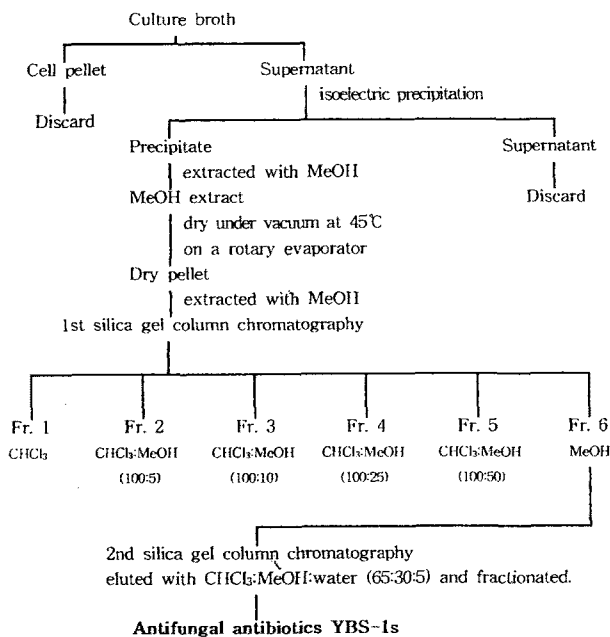 Culture broth
Cell pellet Supernatant
isoelectric precipitation
Discard
Precipitate Supernatant
extracted with MeOH
MeOH extract Discard
dry under vacuum at 45℃
on a rotary evaporator
Dry pellet
extracted with MeOH
1st silica gel column chromatography
Fr. 1 Fr. 2 Fr. 3 Fr. 4 Fr. 5 Fr. 6
CHCl₃ CHCl₃:MeOH CHCl₃:MeOH CHCl₃:MeOH CHCl₃:MeOH MeOH
(100:5) (100:10) (100:25) (100:50)
2nd silica gel column chromatography
eluted with CHCl₃:MeOH:water (65:30:5) and fractionated.
Antifungal antibiotics YBS-1s